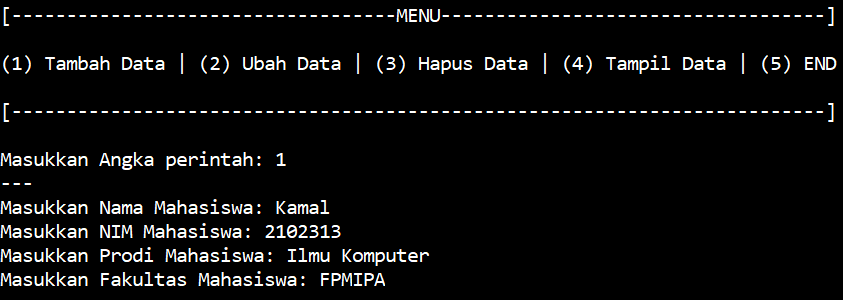 [-----------------------------------MENU-----------------------------------]
(1) Tambah Data | (2) Ubah Data | (3) Hapus Data | (4) Tampil Data | (5) END
[--------------------------------------------------------------------------]
Masukkan Angka perintah: 1
---
Masukkan Nama Mahasiswa: Kamal
Masukkan NIM Mahasiswa: 2102313
Masukkan Prodi Mahasiswa: Ilmu Komputer
Masukkan Fakultas Mahasiswa: FPMIPA